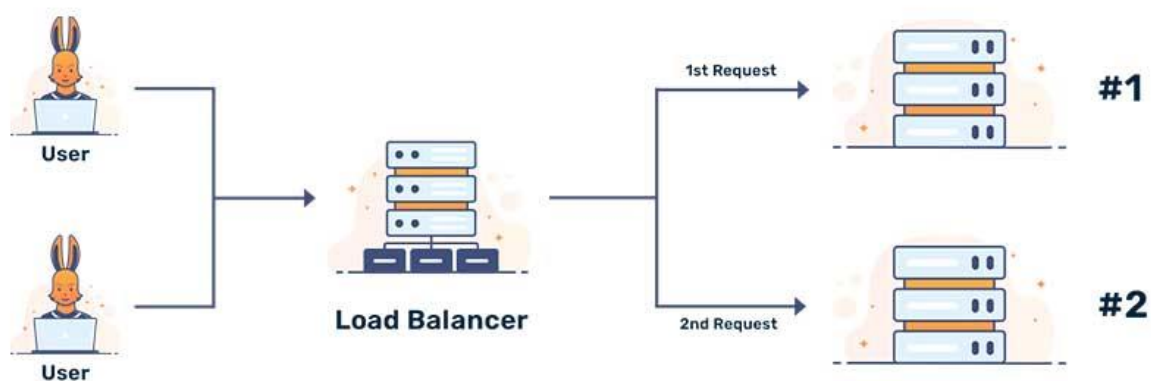 User
User
Load Balancer
1st Request
#1
2nd Request
#2